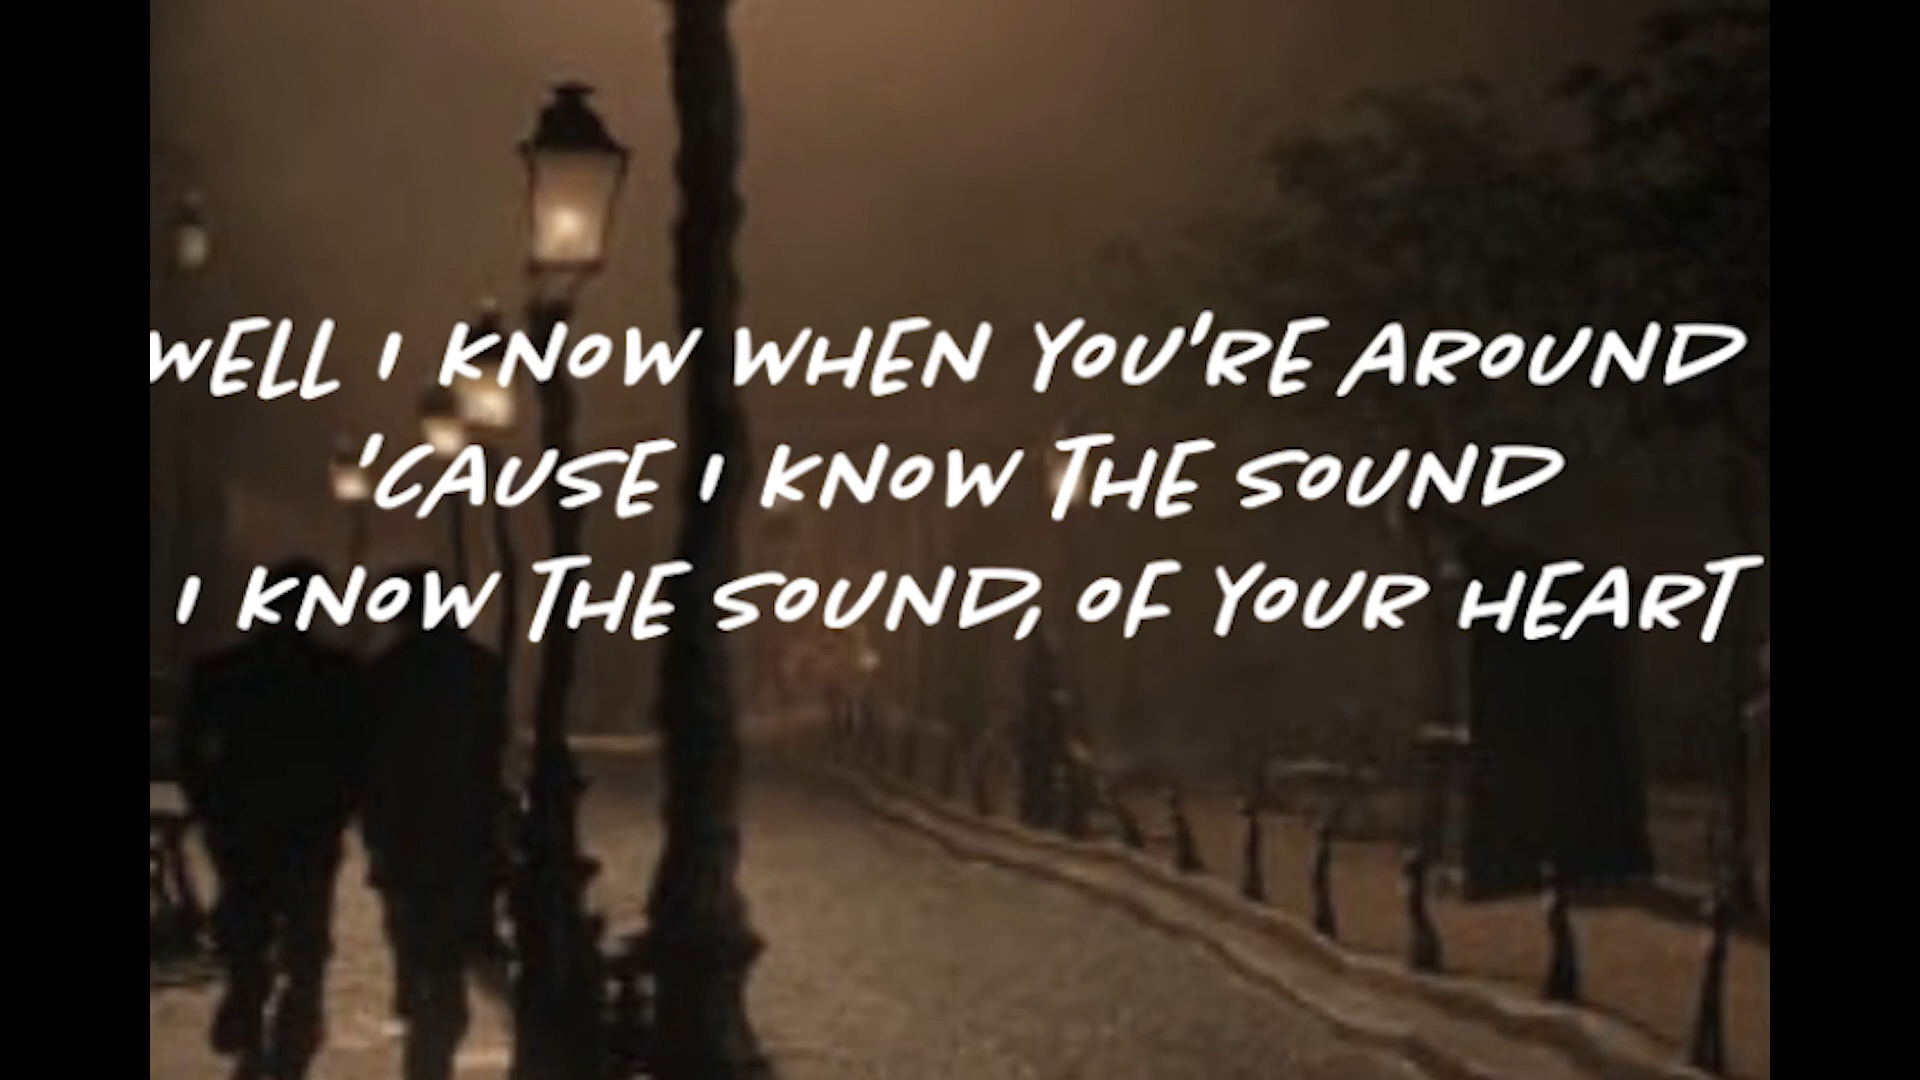 WELL I KNOW WHEN YOU'RE AROUND
'CAUSE I KNOW THE SOUND
I KNOW THE SOUND, OF YOUR HEART